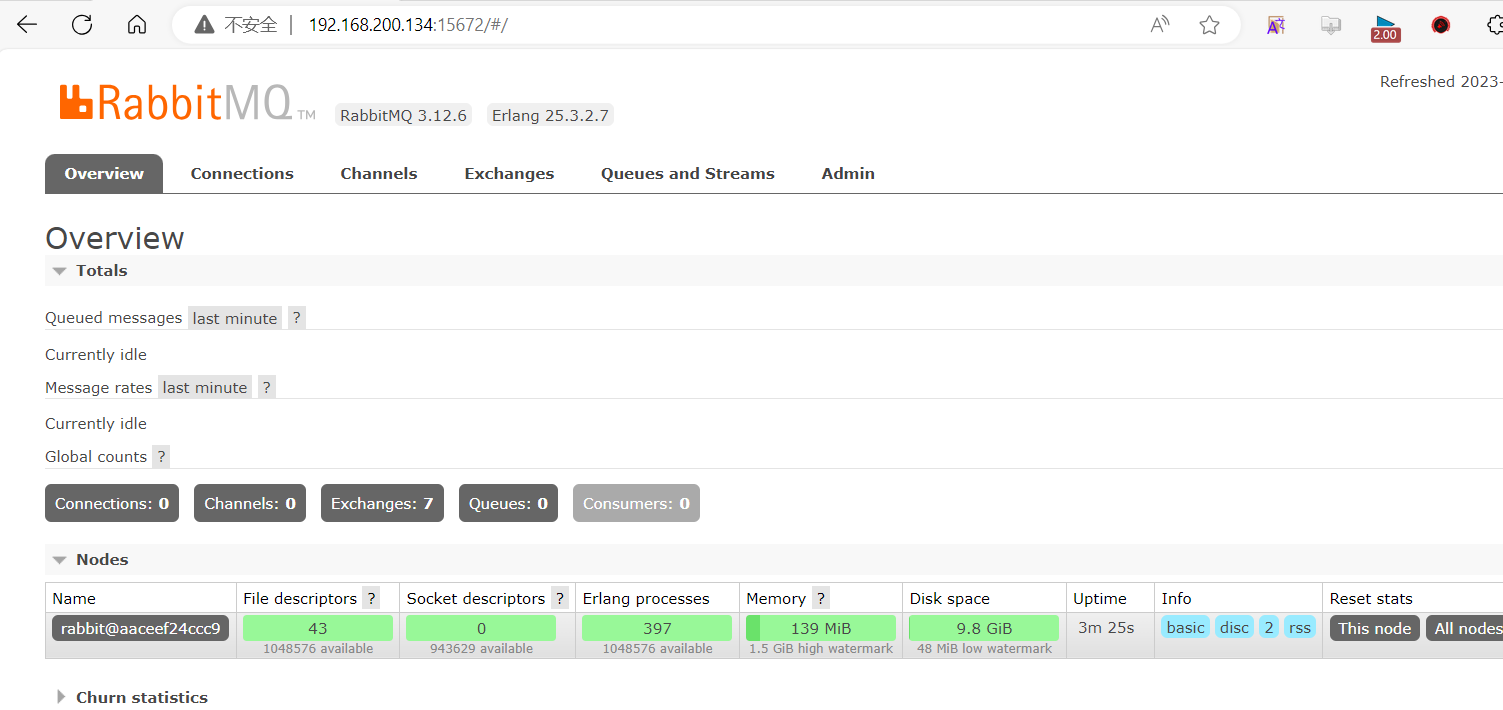 不安全 | 192.168.200.134:15672/#/
2.00
Refreshed 2023-
RabbitMQ TM RabbitMQ 3.12.6 Erlang 25.3.2.7
Overview Connections Channels Exchanges Queues and Streams Admin
Overview
Totals
Queued messages last minute ?
Currently idle
Message rates last minute ?
Currently idle
Global counts ?
Connections: 0 Channels: 0 Exchanges: 7 Queues: 0 Consumers: 0
Nodes
Name File descriptors ? Socket descriptors ? Erlang processes Memory ? Disk space Uptime Info Reset stats
rabbit@aaceef24ccc9 43 0 397 139 MiB 9.8 GiB 3m 25s basic disc 2 rss This node All nodes
1048576 available 943629 available 1048576 available 1.5 GiB high watermark 48 MiB low watermark
Churn statistics